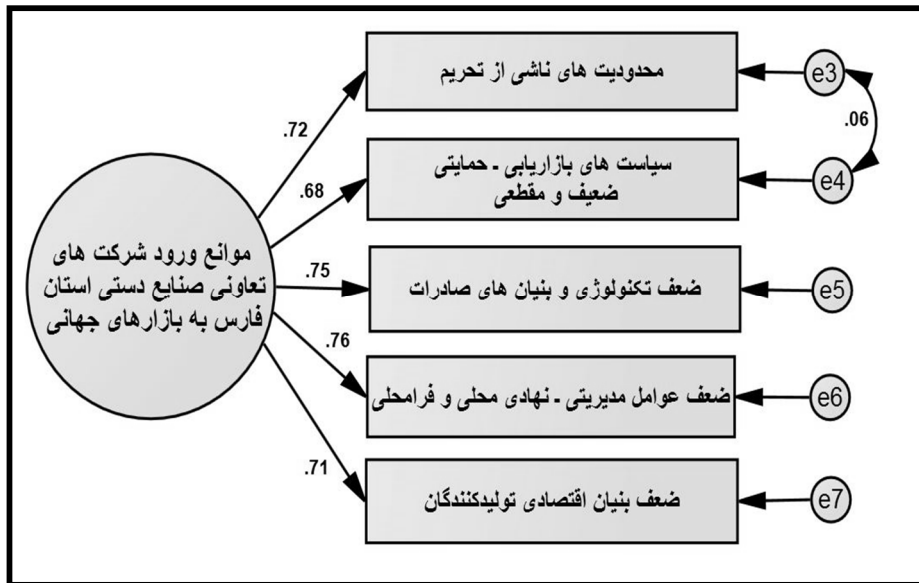 محدودیت های ناشی از تحریم
e3
.72
.06
سیاست های بازاریابی ـ حمایتی
ضعیف و مقطعی
e4
.68
موانع ورود شرکت های
تعاونی صنایع دستی استان
فارس به بازارهای جهانی
.75
ضعف تکنولوژی و بنیان های صادرات
e5
.76
ضعف عوامل مدیریتی ـ نهادی محلی و فرامحلی
e6
.71
ضعف بنیان اقتصادی تولیدکنندگان
e7